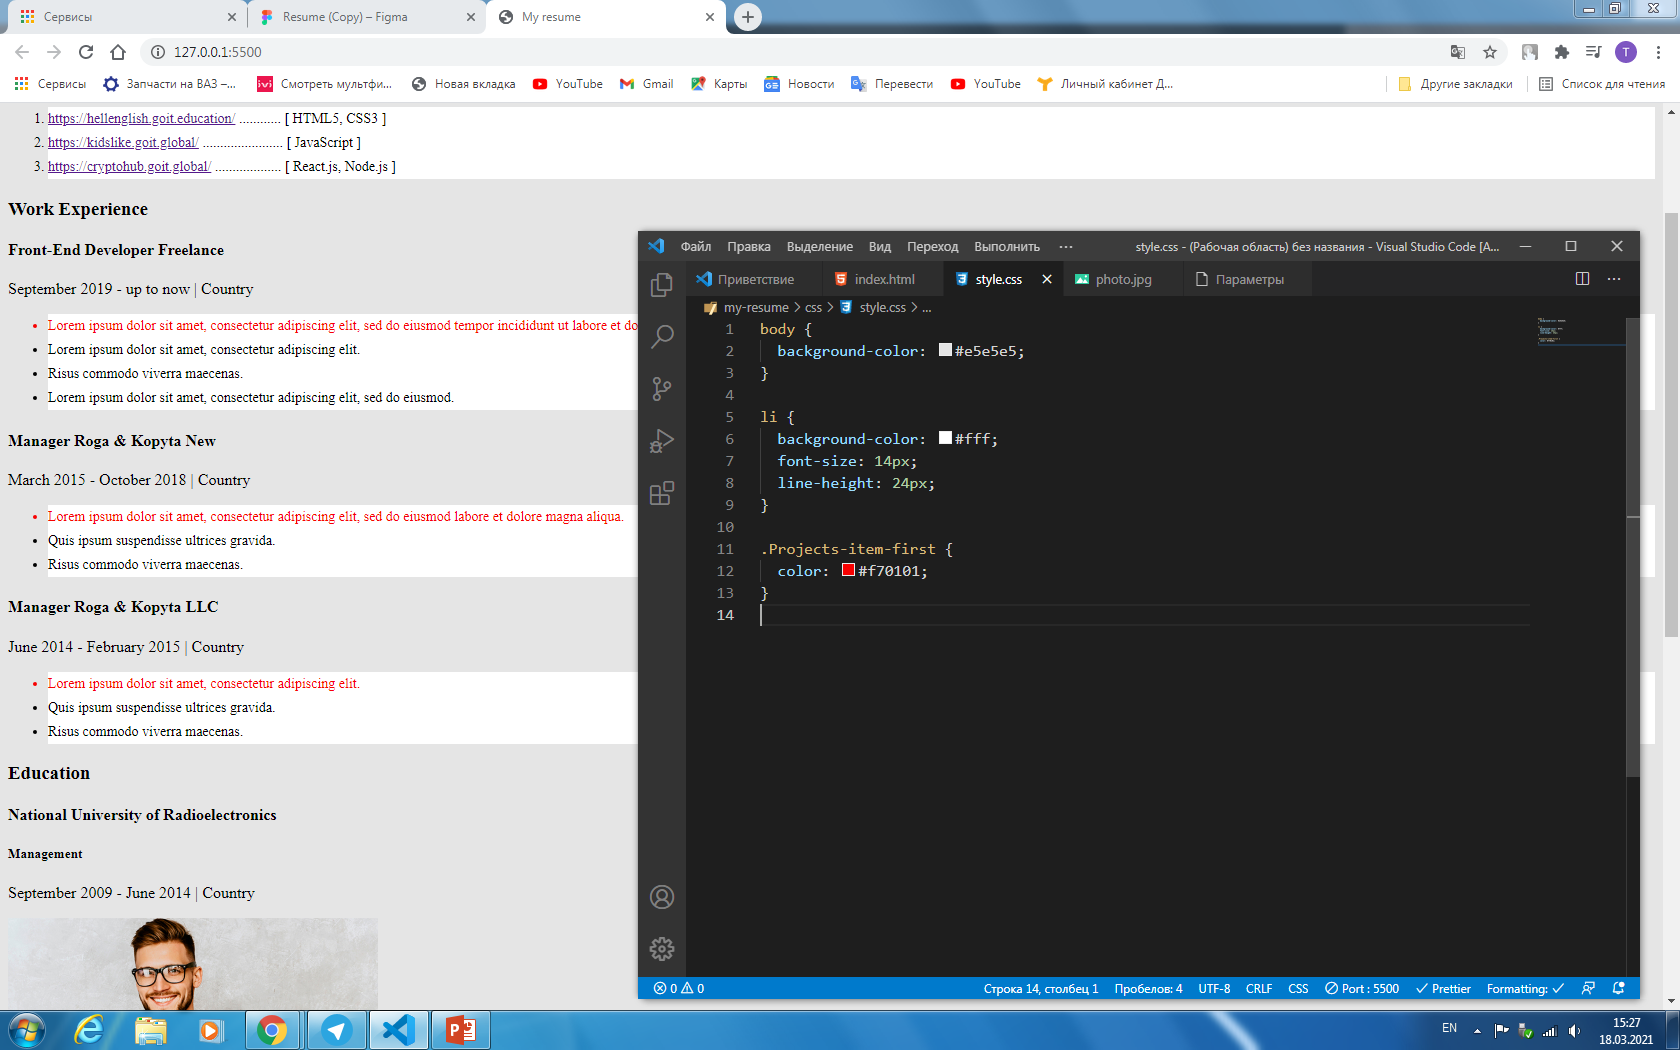 Сервисы
Resume (Copy) – Figma
My resume
127.0.0.1:5500
T
Сервисы
Запчасти на ВАЗ –...
Смотреть мультфи...
Новая вкладка
YouTube
Gmail
Карты
Новости
Перевести
YouTube
Личный кабинет Д...
Другие закладки
Список для чтения
1. https://hellenglish.goit.education/ ............ [ HTML5, CSS3 ]
2. https://kidslike.goit.global/ ....................... [ JavaScript ]
3. https://cryptohub.goit.global/ ................... [ React.js, Node.js ]
Work Experience
Front-End Developer Freelance
September 2019 - up to now | Country
• Lorem ipsum dolor sit amet, consectetur adipiscing elit, sed do eiusmod tempor incididunt ut labore et do
• Lorem ipsum dolor sit amet, consectetur adipiscing elit.
• Risus commodo viverra maecenas.
• Lorem ipsum dolor sit amet, consectetur adipiscing elit, sed do eiusmod.
Manager Roga & Kopyta New
March 2015 - October 2018 | Country
• Lorem ipsum dolor sit amet, consectetur adipiscing elit, sed do eiusmod labore et dolore magna aliqua.
• Quis ipsum suspendisse ultrices gravida.
• Risus commodo viverra maecenas.
Manager Roga & Kopyta LLC
June 2014 - February 2015 | Country
• Lorem ipsum dolor sit amet, consectetur adipiscing elit.
• Quis ipsum suspendisse ultrices gravida.
• Risus commodo viverra maecenas.
Education
National University of Radioelectronics
Management
September 2009 - June 2014 | Country
Файл Правка Выделение Вид Переход Выполнить ··· style.css - (Рабочая область) без названия - Visual Studio Code [A...
Приветствие
index.html
style.css
photo.jpg
Параметры
my-resume > css > style.css > ...
1 body {
2 background-color: #e5e5e5;
3 }
4
5 li {
6 background-color: #fff;
7 font-size: 14px;
8 line-height: 24px;
9 }
10
11 .Projects-item-first {
12 color: #f70101;
13 }
14
0 0 Строка 14, столбец 1 Пробелов: 4 UTF-8 CRLF CSS Port : 5500 Prettier Formatting:
EN
15:27
18.03.2021